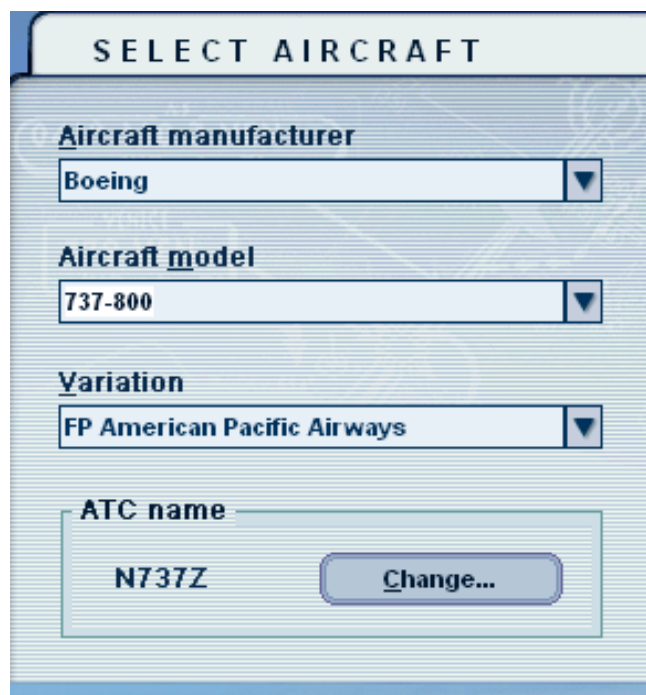 SELECT AIRCRAFT
Aircraft manufacturer
Boeing
Aircraft model
737-800
Variation
FP American Pacific Airways
ATC name
N737Z
Change...